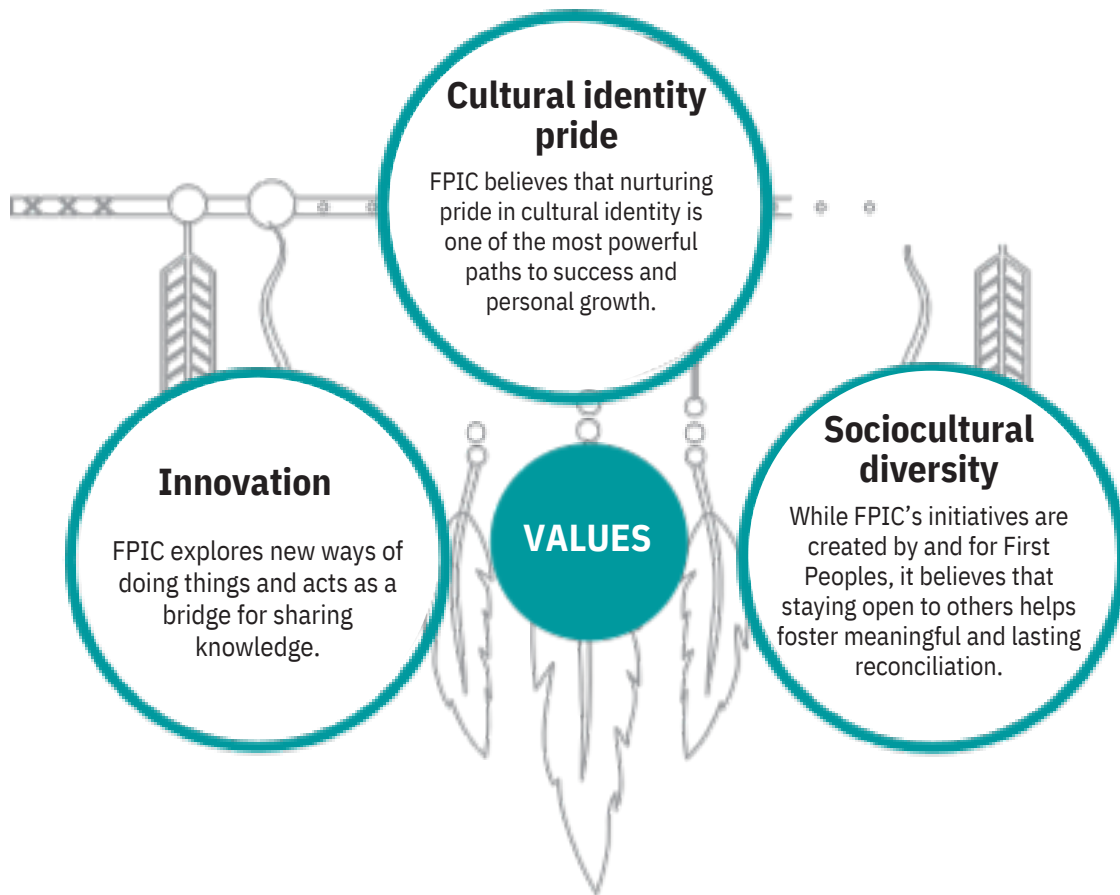 Cultural identity
pride
FPIC believes that nurturing
pride in cultural identity is
one of the most powerful
paths to success and
personal growth.
Innovation
FPIC explores new ways of
doing things and acts as a
bridge for sharing
knowledge.
VALUES
Sociocultural
diversity
While FPIC’s initiatives are
created by and for First
Peoples, it believes that
staying open to others helps
foster meaningful and lasting
reconciliation.